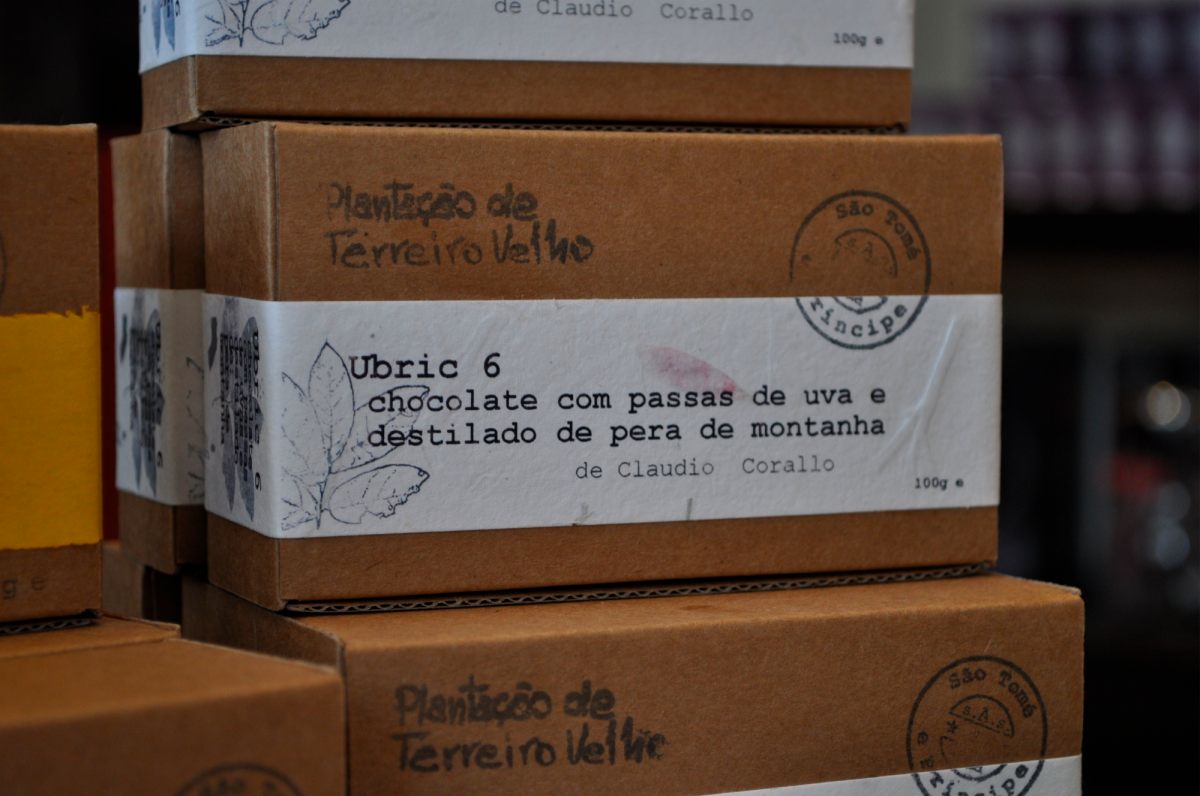 de Claudio Corallo
100g e
Plantação de
Terreiro Velho
São Tomé
Príncipe
Ubric 6
chocolate com passas de uva e
destilado de pera de montanha
de Claudio Corallo
100g e
Plantação de
Terreiro Velho
São Tomé
s.A.s.
e Príncipe
g e